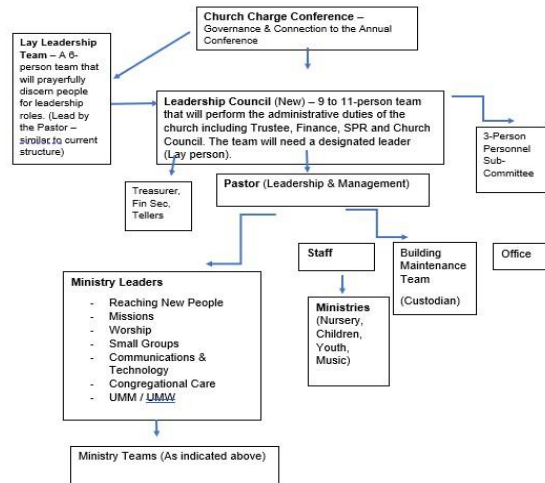 Church Charge Conference –
Governance & Connection to the Annual
Conference
Lay Leadership
Team – A 6-
person team that
will prayerfully
discern people
for leadership
roles. (Lead by
the Pastor –
similar to current
structure)
Leadership Council (New) – 9 to 11-person team
that will perform the administrative duties of
the church including Trustee, Finance, SPR and Church
Council. The team will need a designated leader
(Lay person).
3-Person
Personnel
Sub-
Committee
Treasurer,
Fin Sec,
Tellers
Pastor (Leadership & Management)
Staff
Building
Maintenance
Team
(Custodian)
Office
Ministry Leaders
- Reaching New People
- Missions
- Worship
- Small Groups
- Communications &
Technology
- Congregational Care
- UMM / UMW
Ministries
(Nursery,
Children,
Youth,
Music)
Ministry Teams (As indicated above)